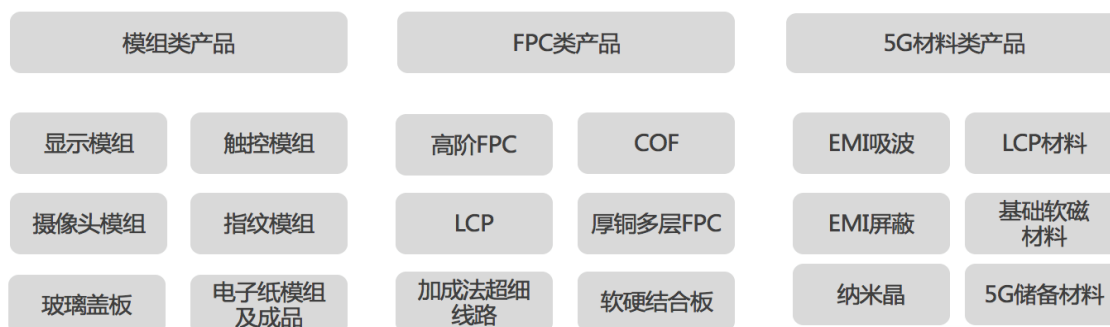 模组类产品
FPC类产品
5G材料类产品
显示模组
触控模组
高阶FPC
COF
EMI吸波
LCP材料
摄像头模组
指纹模组
LCP
厚铜多层FPC
EMI屏蔽
基础软磁
材料
玻璃盖板
电子纸模组
及成品
加成法超细
线路
软硬结合板
纳米晶
5G储备材料